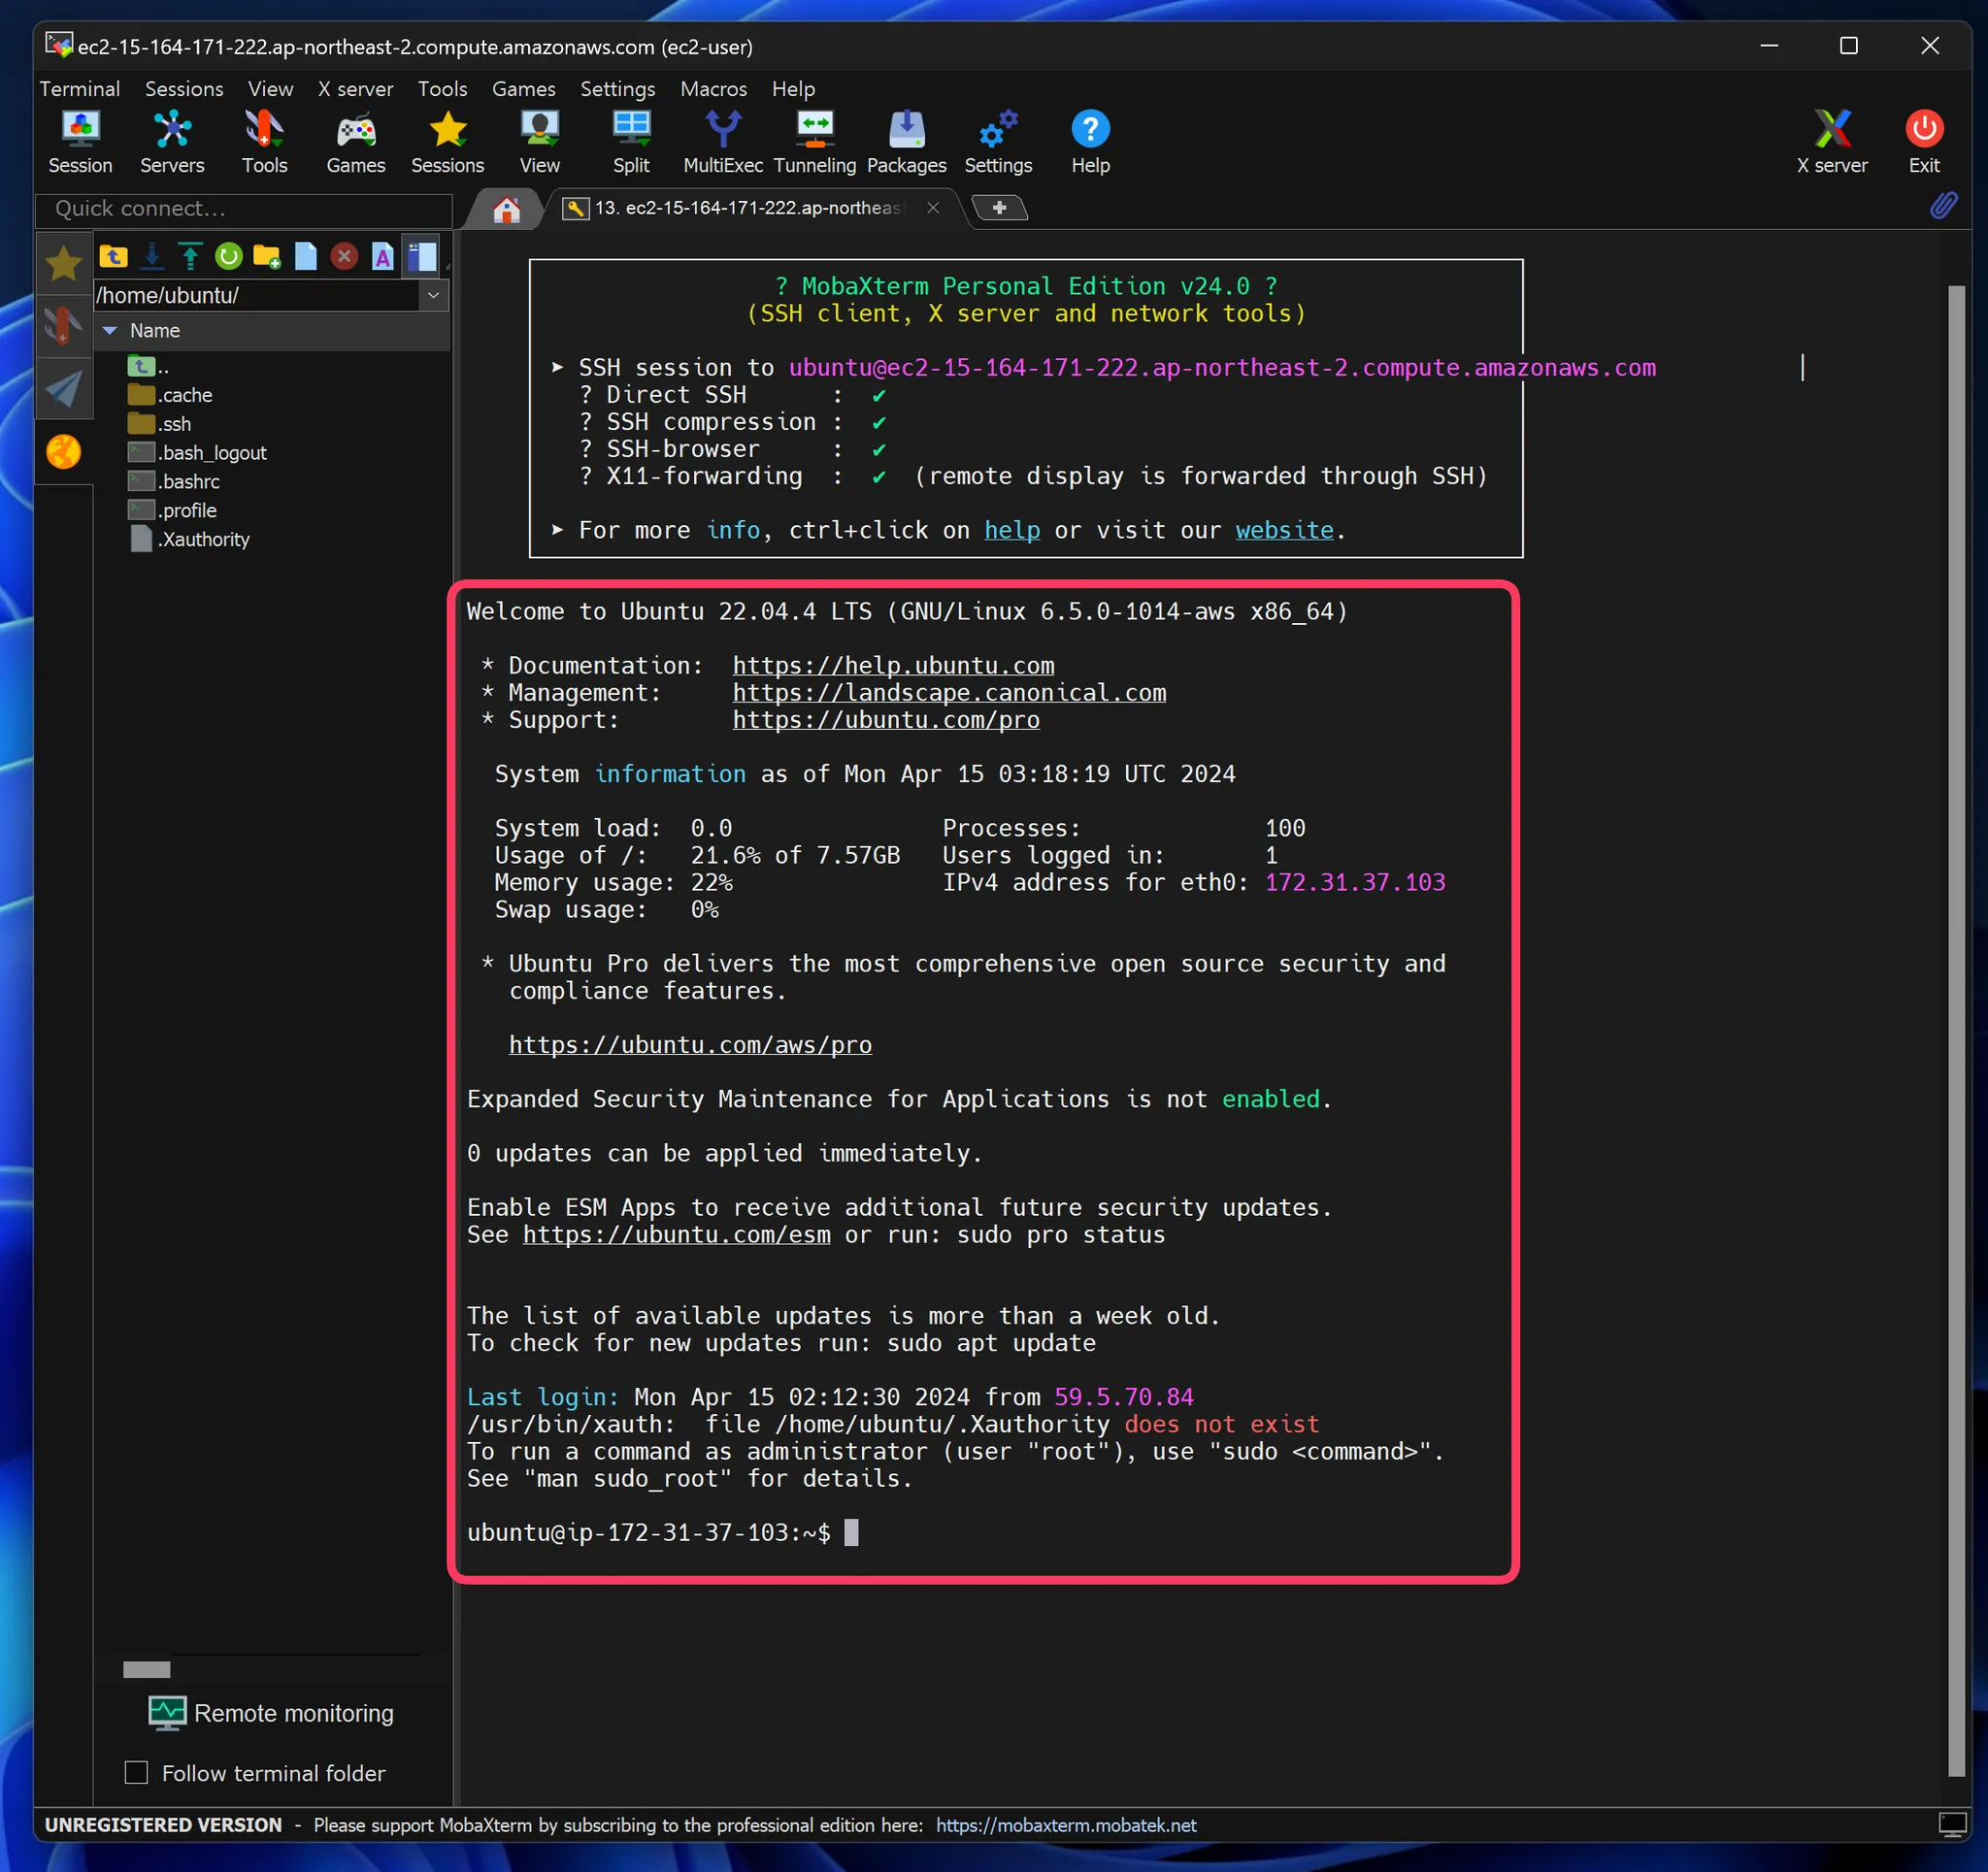 ec2-15-164-171-222.ap-northeast-2.compute.amazonaws.com (ec2-user)
Terminal Sessions View X server Tools Games Settings Macros Help
Session Servers Tools Games Sessions View Split MultiExec Tunneling Packages Settings Help X server Exit
Quick connect...
13. ec2-15-164-171-222.ap-northeas
/home/ubuntu/
Name
..
.cache
.ssh
.bash_logout
.bashrc
.profile
.Xauthority
? MobaXterm Personal Edition v24.0 ?
(SSH client, X server and network tools)
➤ SSH session to ubuntu@ec2-15-164-171-222.ap-northeast-2.compute.amazonaws.com
? Direct SSH : ✔
? SSH compression : ✔
? SSH-browser : ✔
? X11-forwarding : ✔ (remote display is forwarded through SSH)
➤ For more info, ctrl+click on help or visit our website.
Welcome to Ubuntu 22.04.4 LTS (GNU/Linux 6.5.0-1014-aws x86_64)
* Documentation: https://help.ubuntu.com
* Management: https://landscape.canonical.com
* Support: https://ubuntu.com/pro
System information as of Mon Apr 15 03:18:19 UTC 2024
System load: 0.0 Processes: 100
Usage of /: 21.6% of 7.57GB Users logged in: 1
Memory usage: 22% IPv4 address for eth0: 172.31.37.103
Swap usage: 0%
* Ubuntu Pro delivers the most comprehensive open source security and
compliance features.
https://ubuntu.com/aws/pro
Expanded Security Maintenance for Applications is not enabled.
0 updates can be applied immediately.
Enable ESM Apps to receive additional future security updates.
See https://ubuntu.com/esm or run: sudo pro status
The list of available updates is more than a week old.
To check for new updates run: sudo apt update
Last login: Mon Apr 15 02:12:30 2024 from 59.5.70.84
/usr/bin/xauth:  file /home/ubuntu/.Xauthority does not exist
To run a command as administrator (user "root"), use "sudo <command>".
See "man sudo_root" for details.
ubuntu@ip-172-31-37-103:~$
Remote monitoring
Follow terminal folder
UNREGISTERED VERSION - Please support MobaXterm by subscribing to the professional edition here: https://mobaxterm.mobatek.net